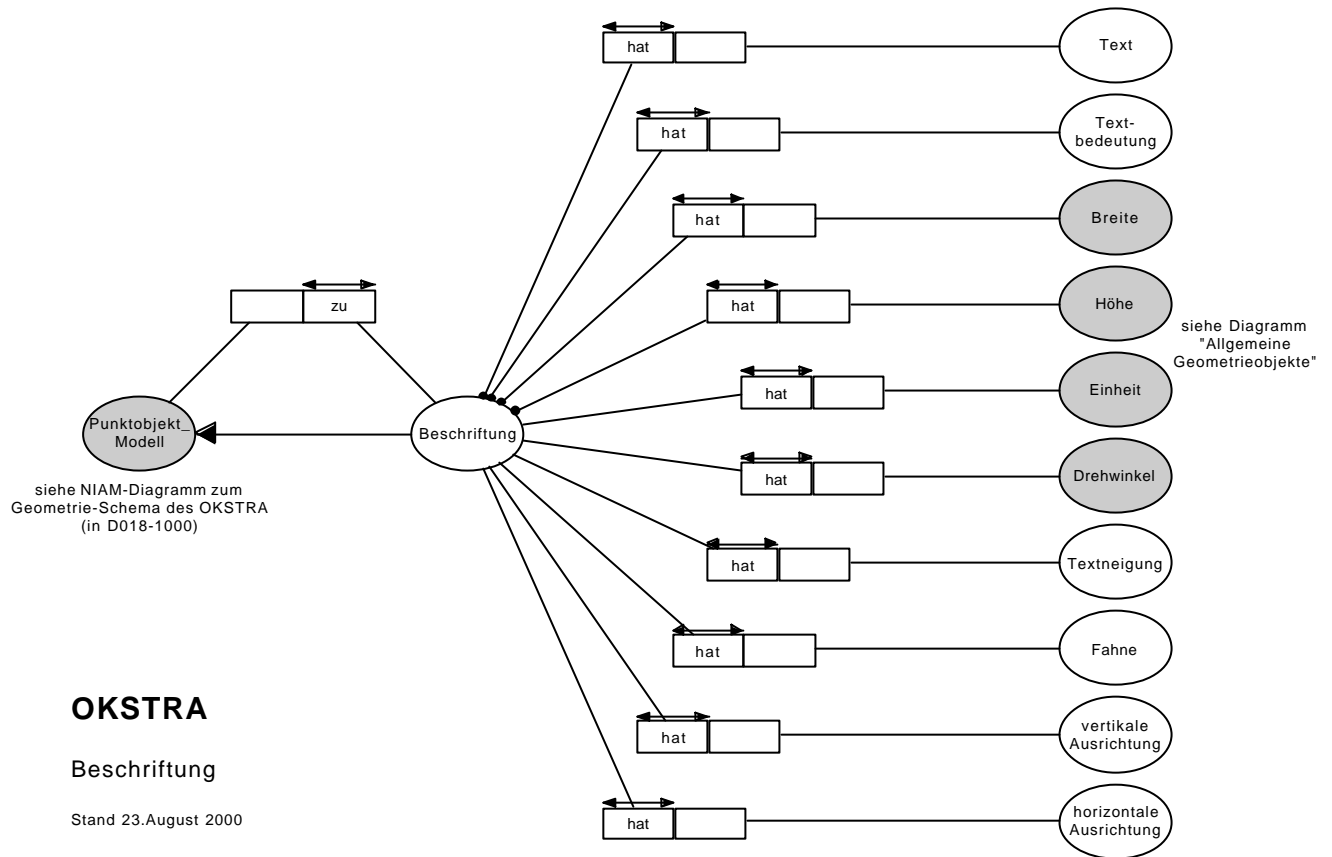 hat
Text
hat
Text-
bedeutung
hat
Breite
zu
hat
Höhe
siehe Diagramm
"Allgemeine
Geometrieobjekte"
hat
Einheit
Punktobjekt_
Modell
Beschriftung
hat
Drehwinkel
siehe NIAM-Diagramm zum
Geometrie-Schema des OKSTRA
(in D018-1000)
hat
Textneigung
hat
Fahne
OKSTRA
hat
vertikale
Ausrichtung
Beschriftung
Stand 23.August 2000
hat
horizontale
Ausrichtung